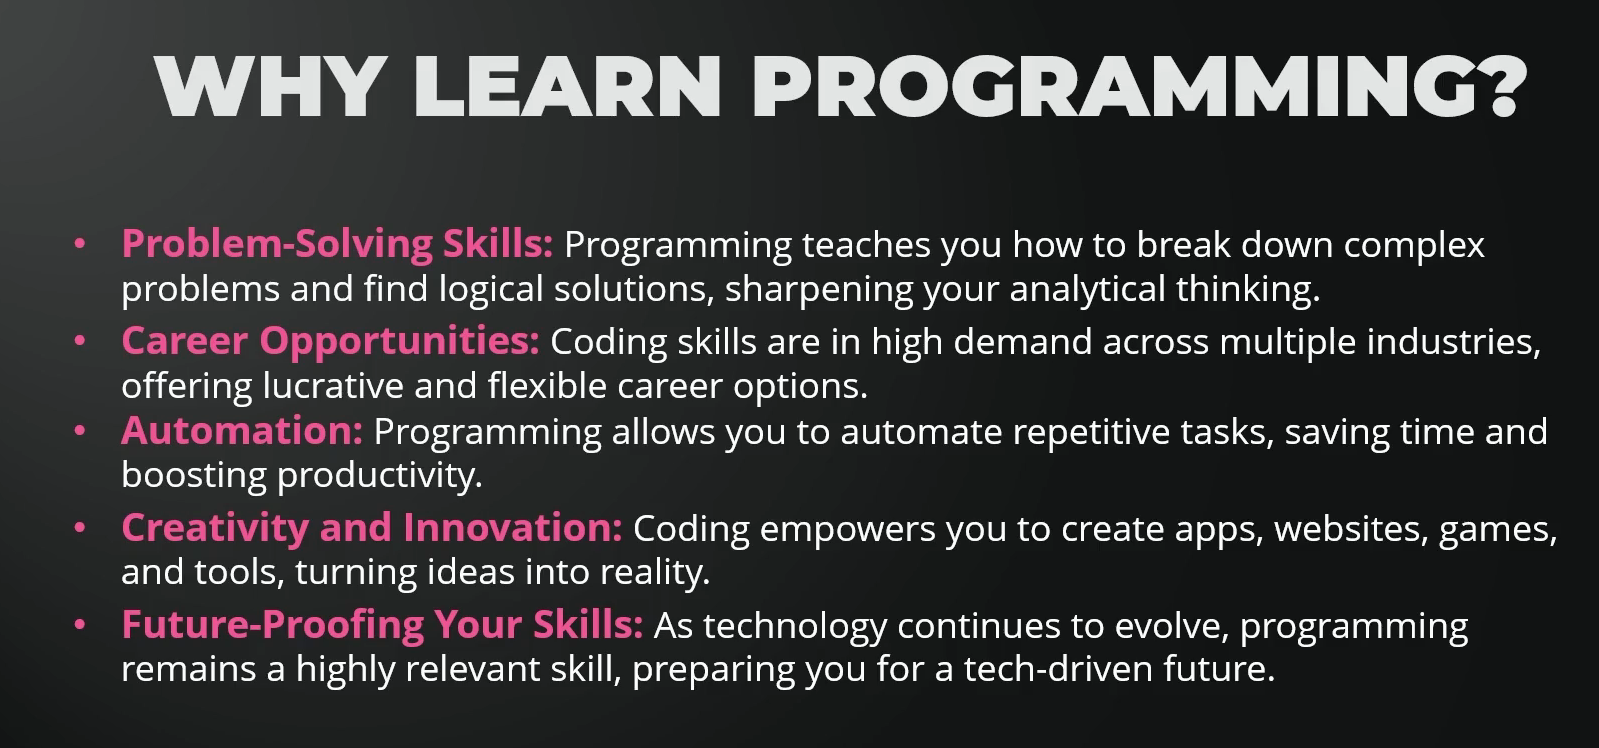 WHY LEARN PROGRAMMING?
• Problem-Solving Skills: Programming teaches you how to break down complex
problems and find logical solutions, sharpening your analytical thinking.
• Career Opportunities: Coding skills are in high demand across multiple industries,
offering lucrative and flexible career options.
• Automation: Programming allows you to automate repetitive tasks, saving time and
boosting productivity.
• Creativity and Innovation: Coding empowers you to create apps, websites, games,
and tools, turning ideas into reality.
• Future-Proofing Your Skills: As technology continues to evolve, programming
remains a highly relevant skill, preparing you for a tech-driven future.